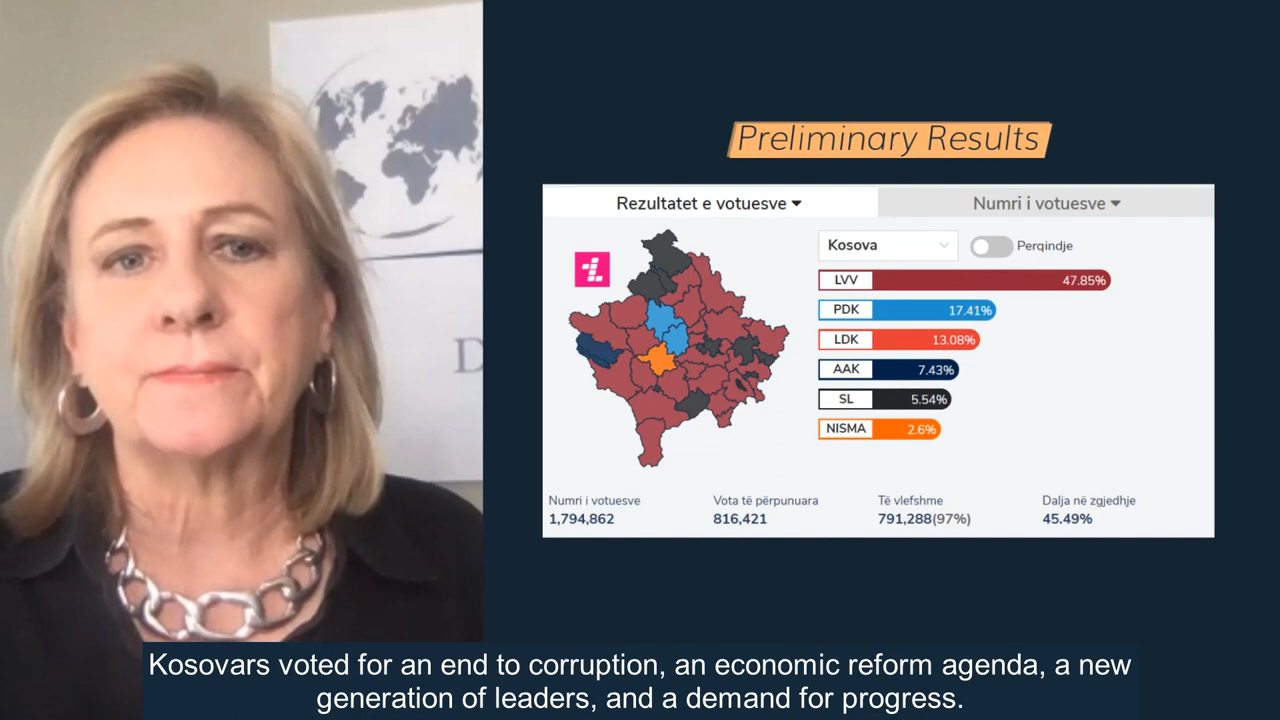 D
Preliminary Results
Rezultatet e votuesve
Numri i votuesve
Kosova
Perqindje
LVV 47.85%
PDK 17.41%
LDK 13.08%
AAK 7.43%
SL 5.54%
NISMA 2.6%
Numri i votuesve
1,794,862
Vota të përpunuara
816,421
Të vlefshme
791,288(97%)
Dalja në zgjedhje
45.49%
Kosovars voted for an end to corruption, an economic reform agenda, a new
generation of leaders, and a demand for progress.